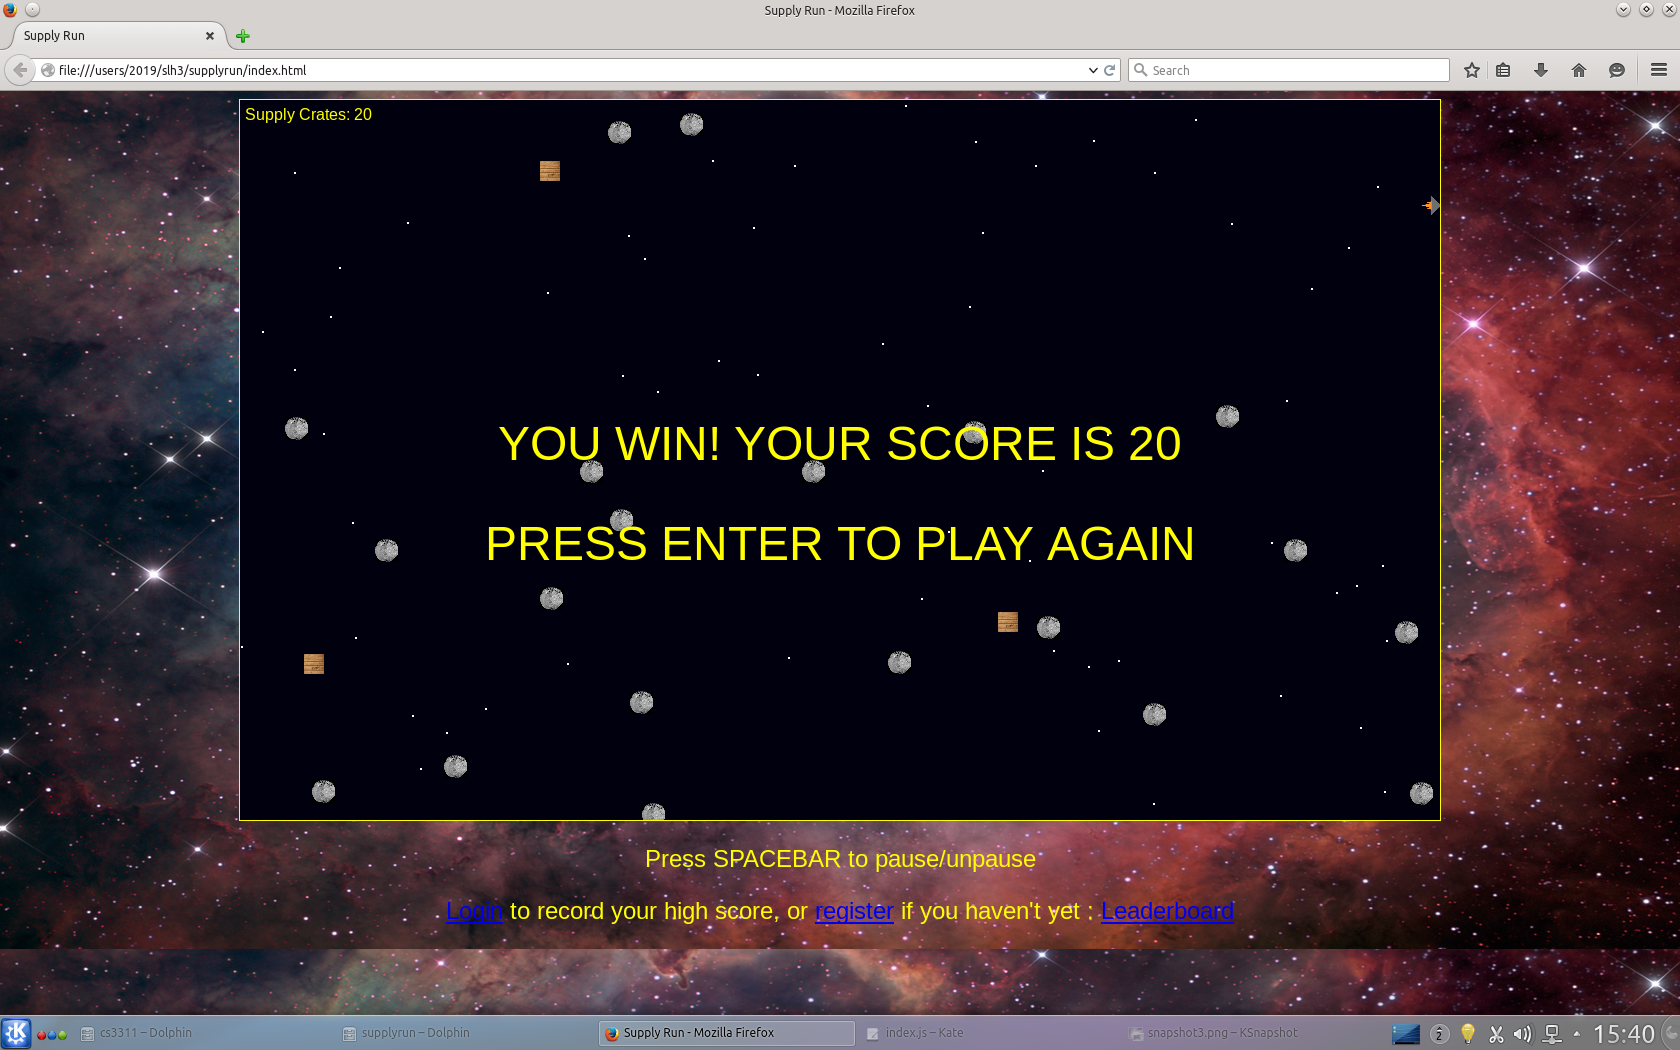 Supply Run - Mozilla Firefox
Supply Run
file:///users/2019/slh3/supplyrun/index.html
Search
Supply Crates: 20
YOU WIN! YOUR SCORE IS 20
PRESS ENTER TO PLAY AGAIN
Press SPACEBAR to pause/unpause
Login to record your high score, or register if you haven't yet : Leaderboard
cs3311 – Dolphin
supplyrun – Dolphin
Supply Run - Mozilla Firefox
index.js – Kate
snapshot3.png – KSnapshot
2
15:40